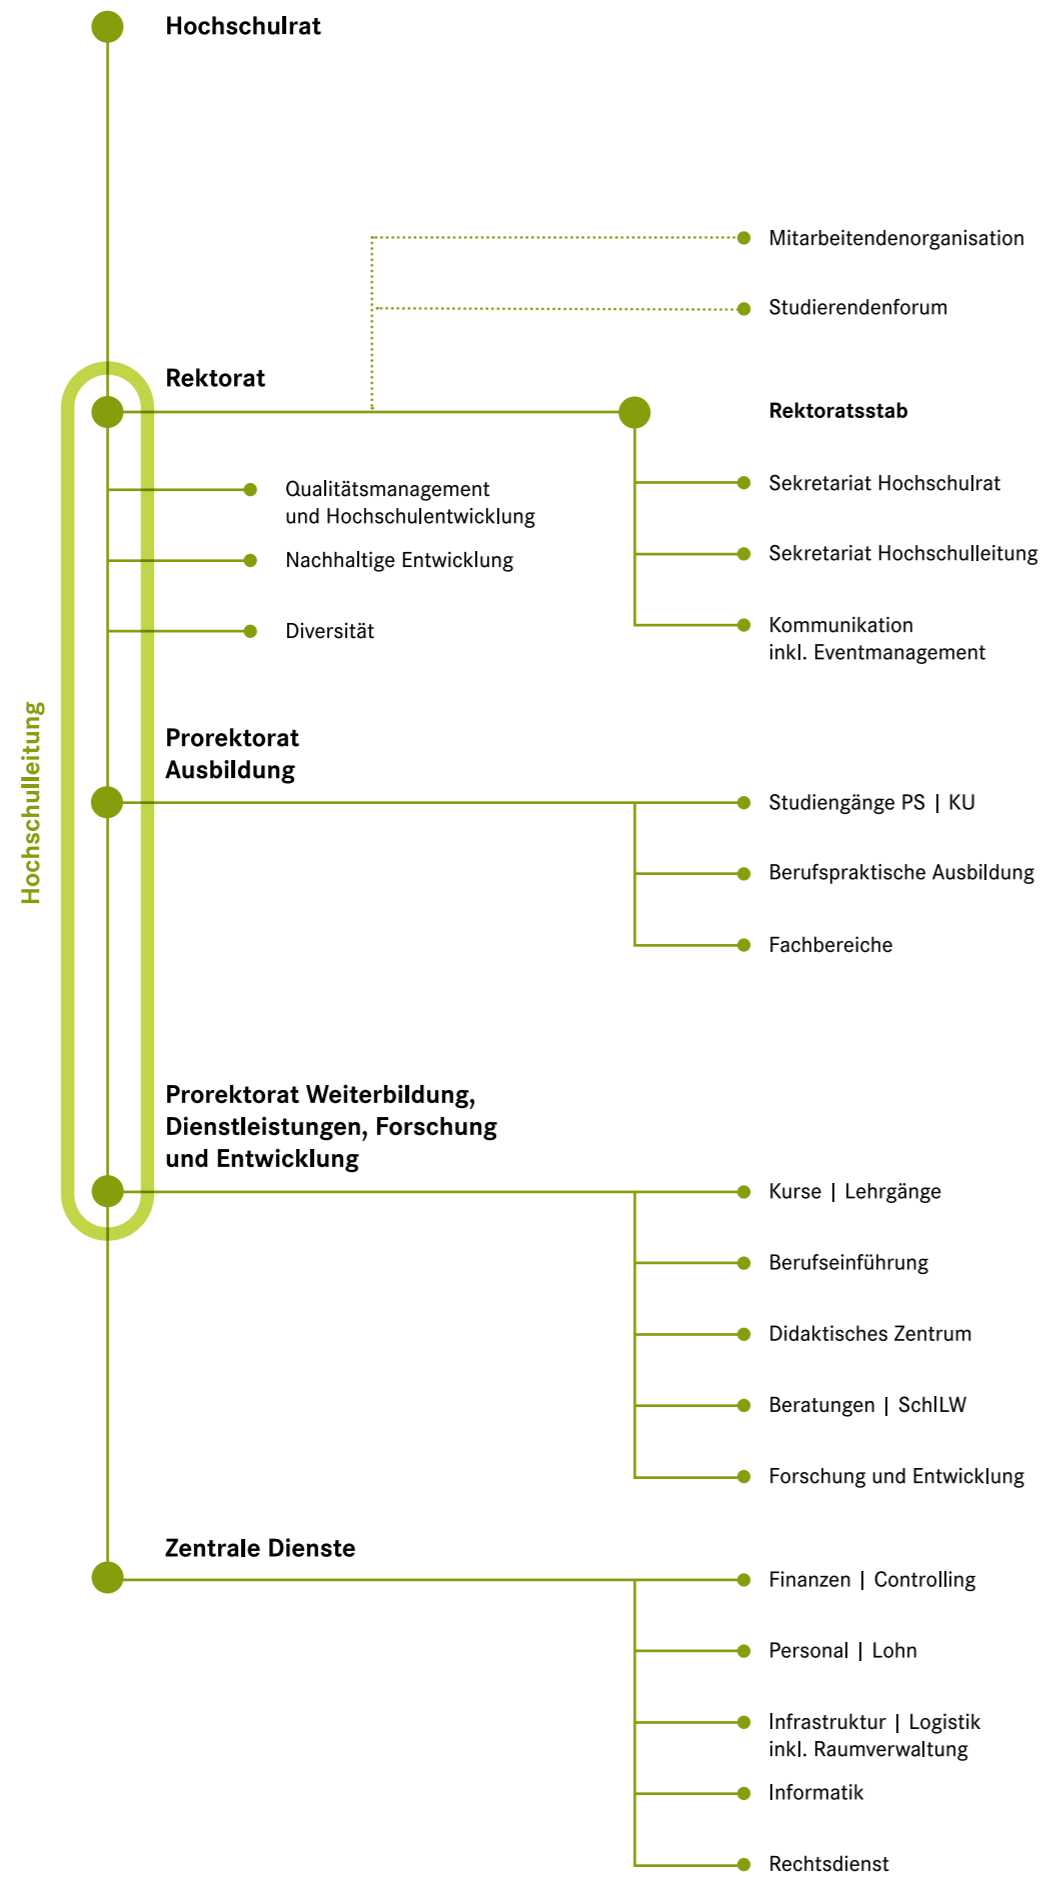 Hochschulrat
Mitarbeitendenorganisation
Studierendenforum
Rektorat
Rektoratsstab
Qualitätsmanagement
und Hochschulentwicklung
Nachhaltige Entwicklung
Diversität
Sekretariat Hochschulrat
Sekretariat Hochschulleitung
Kommunikation
inkl. Eventmanagement
Hochschulleitung
Prorektorat
Ausbildung
Studiengänge PS | KU
Berufspraktische Ausbildung
Fachbereiche
Prorektorat Weiterbildung,
Dienstleistungen, Forschung
und Entwicklung
Kurse | Lehrgänge
Berufseinführung
Didaktisches Zentrum
Beratungen | SchILW
Forschung und Entwicklung
Zentrale Dienste
Finanzen | Controlling
Personal | Lohn
Infrastruktur | Logistik
inkl. Raumverwaltung
Informatik
Rechtsdienst